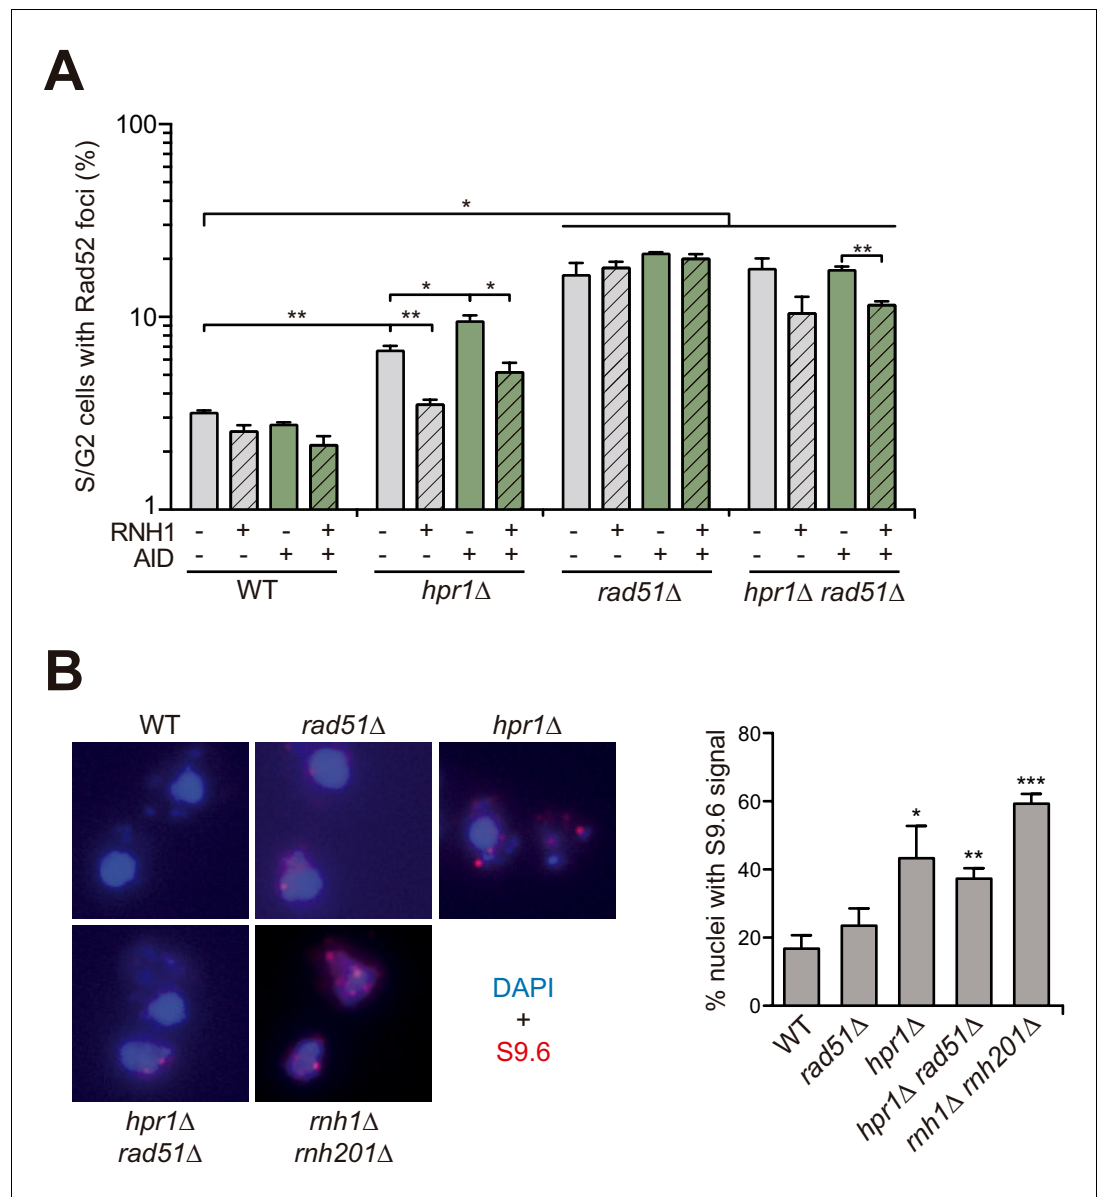 A
S/G2 cells with Rad52 foci (%)
100
10
1
*
**
*
**
*
**
RNH1 - + - + - + - + - + - + - + - +
AID - - + + - - + + - - + + - - + +
WT hpr1Δ rad51Δ hpr1Δ rad51Δ
B
WT rad51Δ hpr1Δ
DAPI
+
S9.6
hpr1Δ
rad51Δ
rnh1Δ
rnh201Δ
% nuclei with S9.6 signal
80
60
40
20
0
*
**
***
WT
rad51Δ
hpr1Δ
hpr1Δ rad51Δ
rnh1Δ rnh201Δ